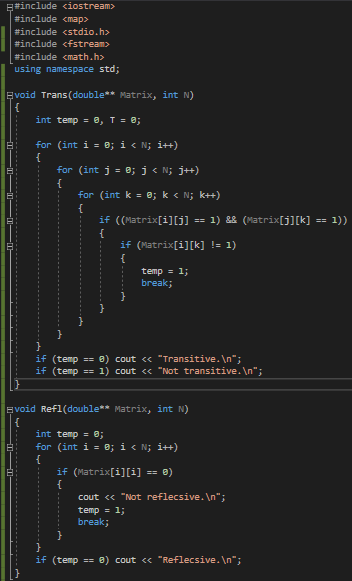 #include <iostream>
#include <map>
#include <stdio.h>
#include <fstream>
#include <math.h>
using namespace std;
void Trans(double** Matrix, int N)
{
int temp = 0, T = 0;
for (int i = 0; i < N; i++)
{
for (int j = 0; j < N; j++)
{
for (int k = 0; k < N; k++)
{
if ((Matrix[i][j] == 1) && (Matrix[j][k] == 1))
{
if (Matrix[i][k] != 1)
{
temp = 1;
break;
}
}
}
}
}
if (temp == 0) cout << "Transitive.\n";
if (temp == 1) cout << "Not transitive.\n";
}
void Refl(double** Matrix, int N)
{
int temp = 0;
for (int i = 0; i < N; i++)
{
if (Matrix[i][i] == 0)
{
cout << "Not reflecsive.\n";
temp = 1;
break;
}
}
if (temp == 0) cout << "Reflecsive.\n";
}